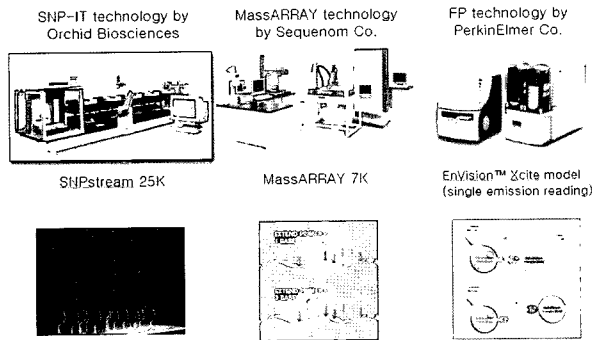 SNP-IT technology by
Orchid Biosciences
MassARRAY technology
by Sequenom Co.
FP technology by
PerkinElmer Co.
SNPstream 25K
MassARRAY 7K
EnVision™ Xcite model
(single emission reading)